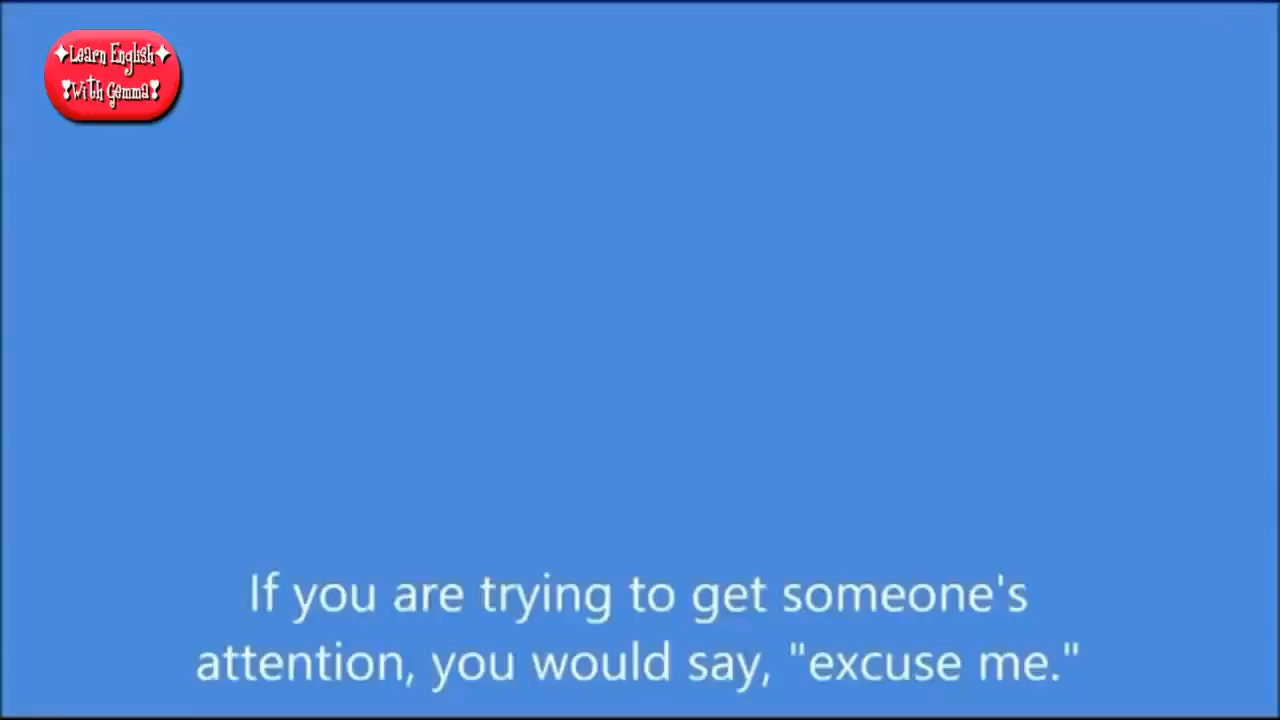 ✦Learn English✦
❣With Gemma❣
If you are trying to get someone's
attention, you would say, "excuse me."